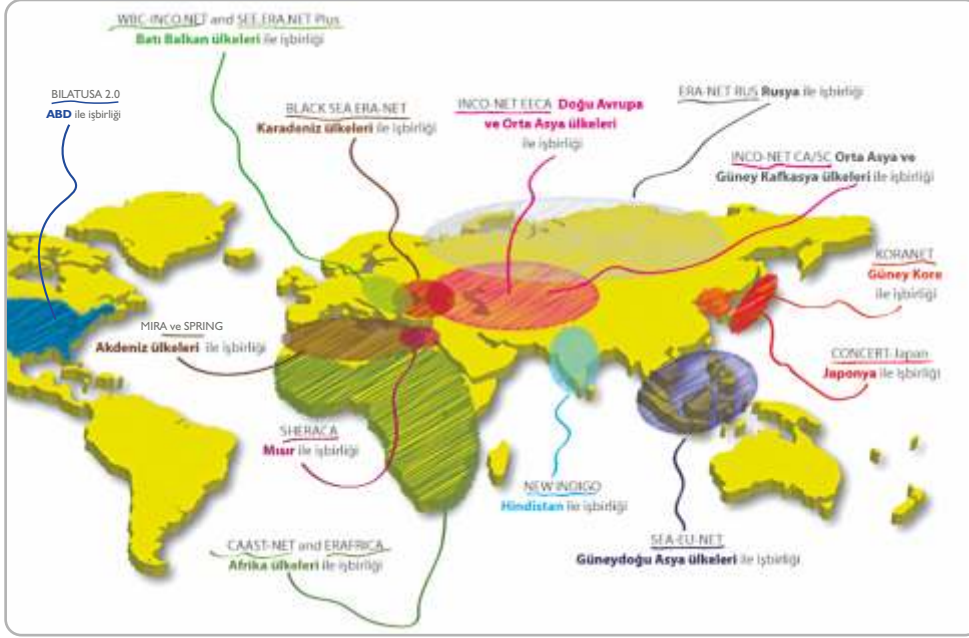 WBC-INCO.NET and SEE.ERA.NET Plus
Batı Balkan ülkeleri ile işbirliği
BILATUSA 2.0
ABD ile işbirliği
BLACK SEA ERA-NET
Karadeniz ülkeleri ile işbirliği
INCO-NET EECA Doğu Avrupa
ve Orta Asya ülkeleri
ile işbirliği
ERA-NET RUS Rusya ile işbirliği
INCO-NET CA/SC Orta Asya ve
Güney Kafkasya ülkeleri ile işbirliği
KORANET
Güney Kore
ile işbirliği
MIRA ve SPRING
Akdeniz ülkeleri ile işbirliği
CONCERT-Japan
Japonya ile işbirliği
SHERACA
Mısır ile işbirliği
NEW INDIGO
Hindistan ile işbirliği
SEA-EU-NET
Güneydoğu Asya ülkeleri ile işbirliği
CAAST-NET and ERAFRICA
Afrika ülkeleri ile işbirliği